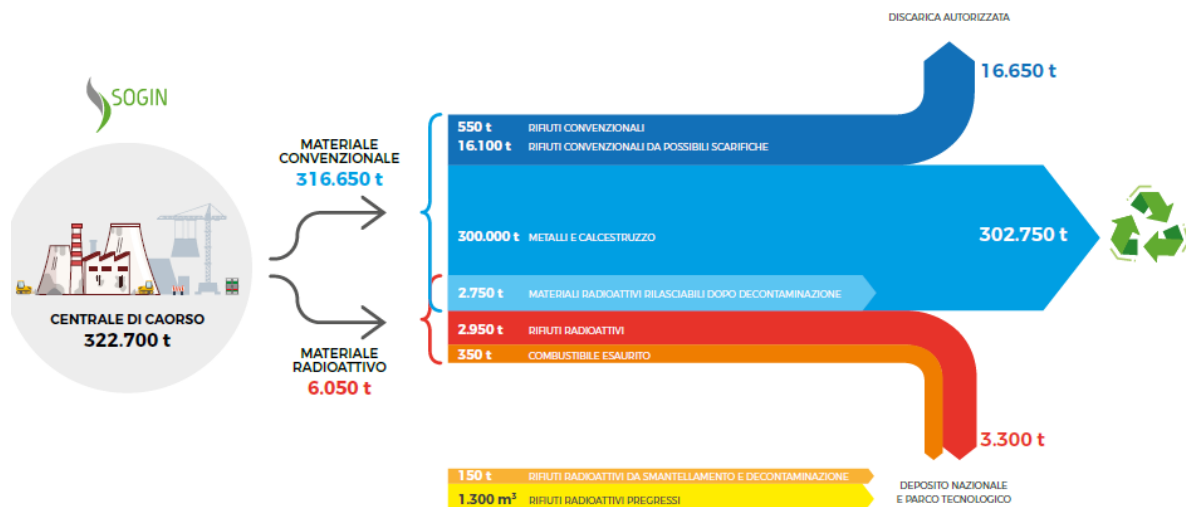 DISCARICA AUTORIZZATA
16.650 t
SOGIN
CENTRALE DI CAORSO
322.700 t
MATERIALE
CONVENZIONALE
316.650 t
MATERIALE
RADIOATTIVO
6.050 t
550 t RIFIUTI CONVENZIONALI
16.100 t RIFIUTI CONVENZIONALI DA POSSIBILI SCARIFICHE
300.000 t METALLI E CALCESTRUZZO
302.750 t
2.750 t MATERIALI RADIOATTIVI RILASCIABILI DOPO DECONTAMINAZIONE
2.950 t RIFIUTI RADIOATTIVI
350 t COMBUSTIBILE ESAURITO
3.300 t
DEPOSITO NAZIONALE
E PARCO TECNOLOGICO
150 t RIFIUTI RADIOATTIVI DA SMANTELLAMENTO E DECONTAMINAZIONE
1.300 m³ RIFIUTI RADIOATTIVI PREGRESSI